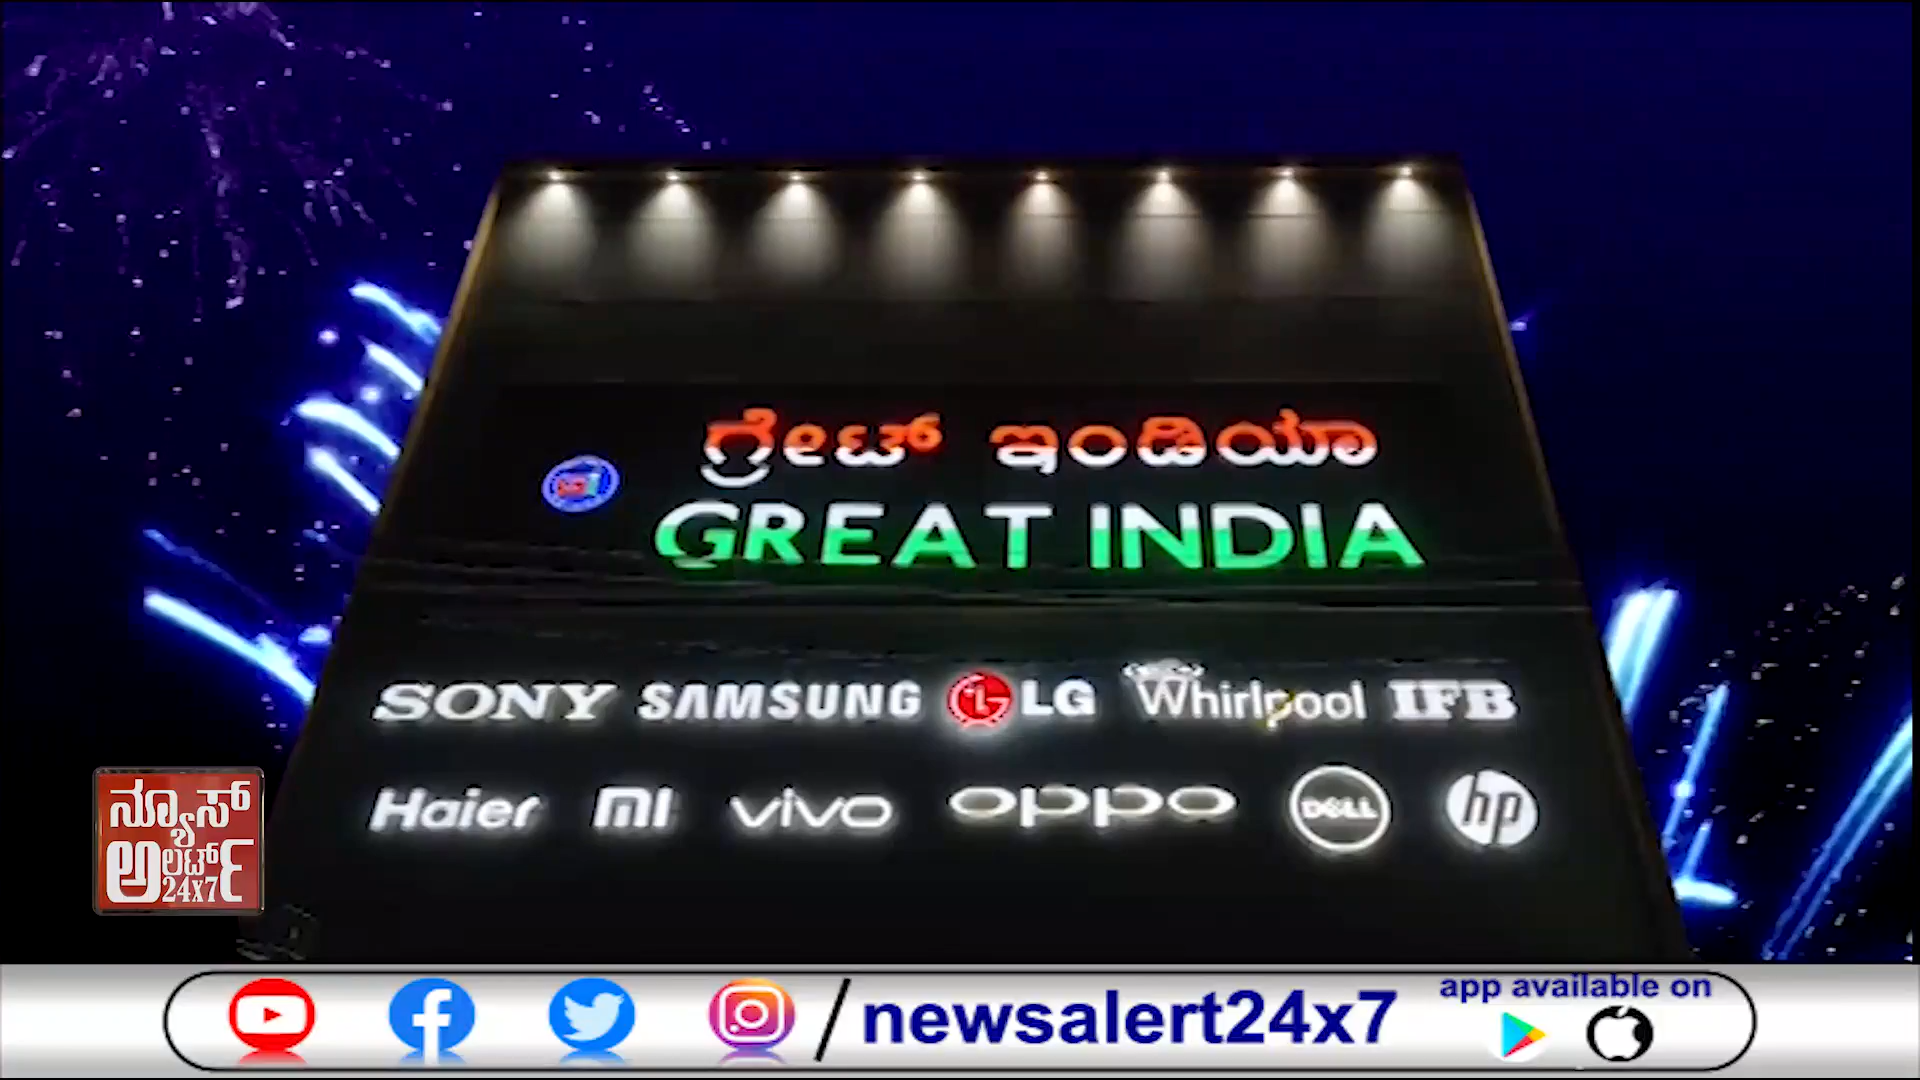 ಗ್ರೇಟ್ ಇಂಡಿಯಾ
GREAT INDIA
SONY SAMSUNG LG Whirlpool IFB
Haier mi vivo oppo DELL hp
ನ್ಯೂಸ್
ಅಲರ್ಟ್
24x7
/newsalert24x7
app available on